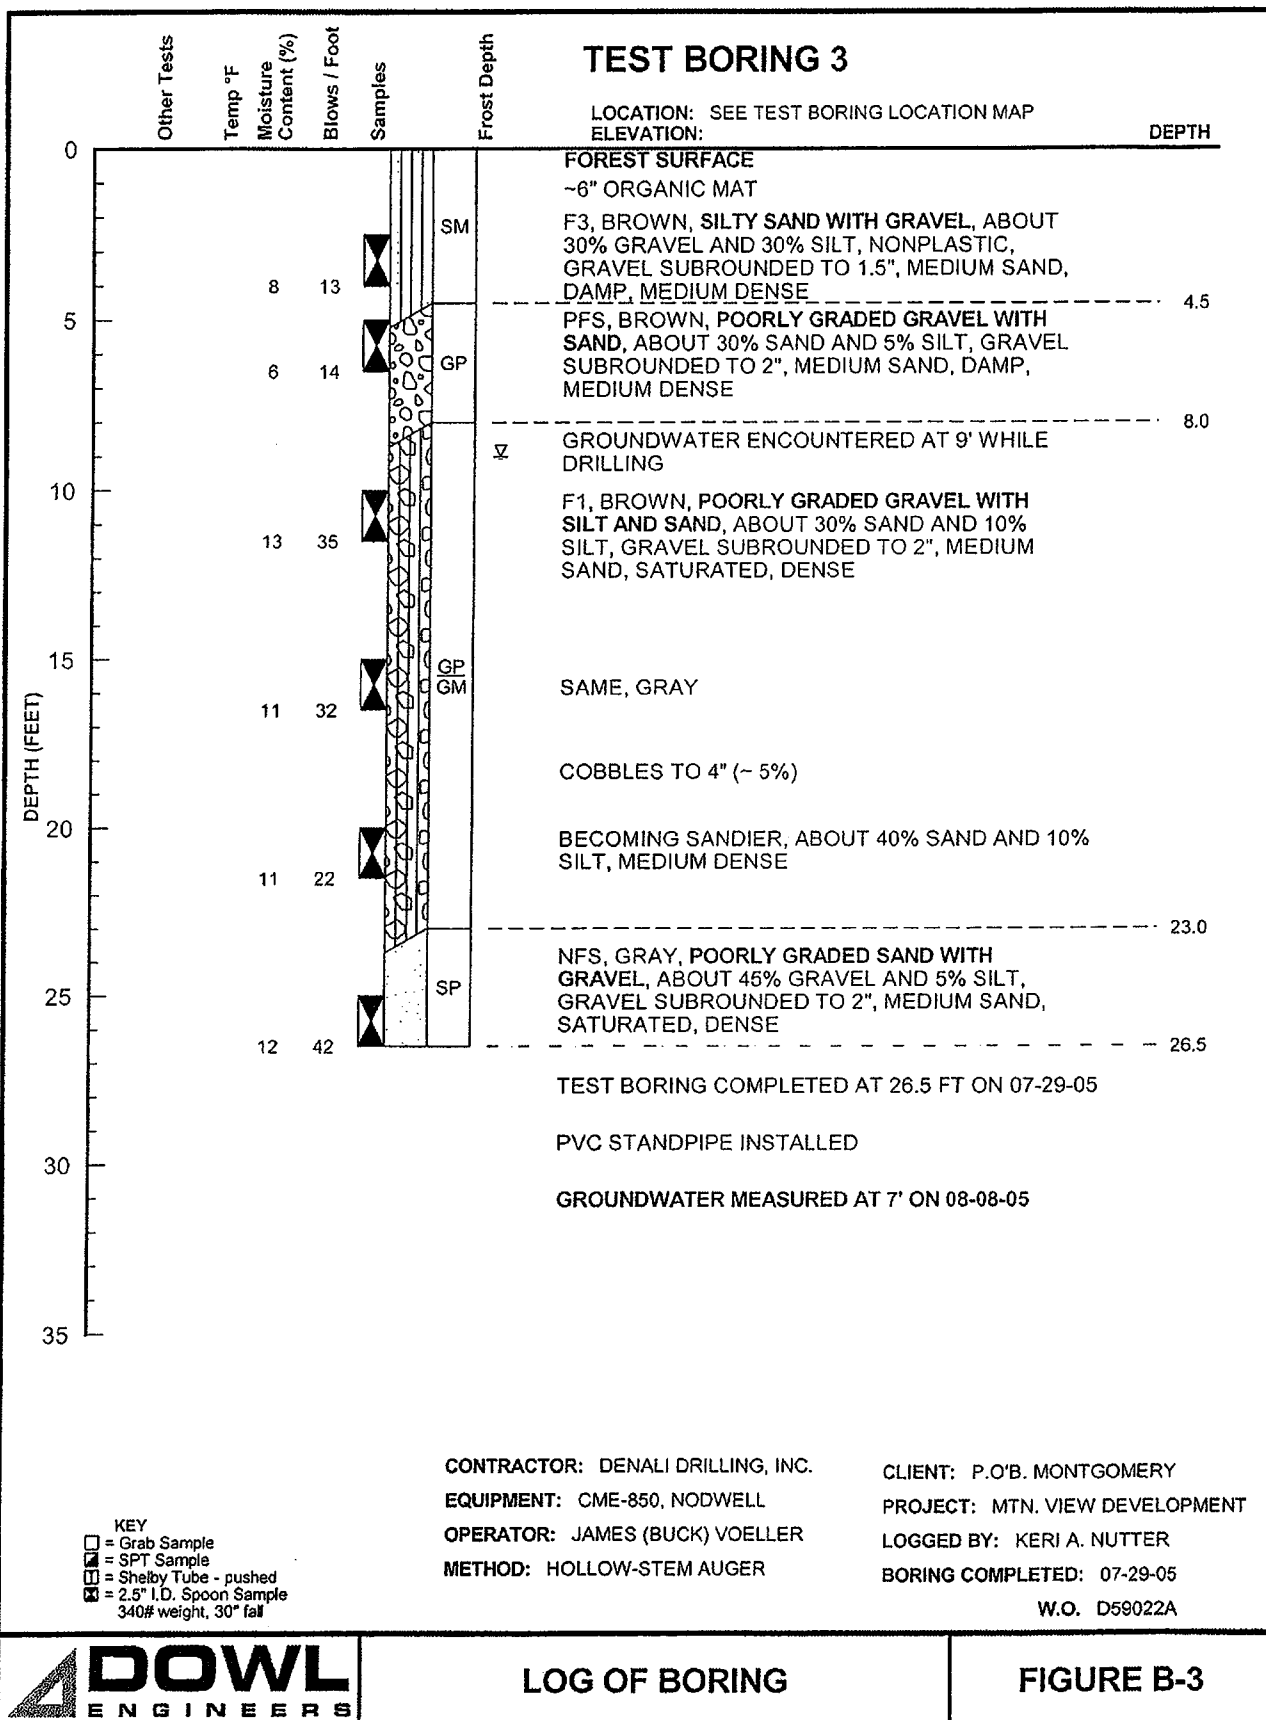 Other Tests
Temp °F
Moisture
Content (%)
Blows / Foot
Samples
Frost Depth
TEST BORING 3
LOCATION: SEE TEST BORING LOCATION MAP
ELEVATION:
DEPTH
0
FOREST SURFACE
~6" ORGANIC MAT
SM
F3, BROWN, SILTY SAND WITH GRAVEL, ABOUT
30% GRAVEL AND 30% SILT, NONPLASTIC,
GRAVEL SUBROUNDED TO 1.5", MEDIUM SAND,
DAMP, MEDIUM DENSE
8 13
4.5
5
PFS, BROWN, POORLY GRADED GRAVEL WITH
SAND, ABOUT 30% SAND AND 5% SILT, GRAVEL
SUBROUNDED TO 2", MEDIUM SAND, DAMP,
MEDIUM DENSE
GP
6 14
8.0
GROUNDWATER ENCOUNTERED AT 9' WHILE
DRILLING
10
F1, BROWN, POORLY GRADED GRAVEL WITH
SILT AND SAND, ABOUT 30% SAND AND 10%
SILT, GRAVEL SUBROUNDED TO 2", MEDIUM
SAND, SATURATED, DENSE
13 35
15
GP
GM
SAME, GRAY
11 32
DEPTH (FEET)
COBBLES TO 4" (~ 5%)
20
BECOMING SANDIER, ABOUT 40% SAND AND 10%
SILT, MEDIUM DENSE
11 22
23.0
NFS, GRAY, POORLY GRADED SAND WITH
GRAVEL, ABOUT 45% GRAVEL AND 5% SILT,
GRAVEL SUBROUNDED TO 2", MEDIUM SAND,
SATURATED, DENSE
SP
25
12 42
26.5
TEST BORING COMPLETED AT 26.5 FT ON 07-29-05
PVC STANDPIPE INSTALLED
30
GROUNDWATER MEASURED AT 7' ON 08-08-05
35
CONTRACTOR: DENALI DRILLING, INC.
EQUIPMENT: CME-850, NODWELL
OPERATOR: JAMES (BUCK) VOELLER
METHOD: HOLLOW-STEM AUGER
CLIENT: P.O'B. MONTGOMERY
PROJECT: MTN. VIEW DEVELOPMENT
LOGGED BY: KERI A. NUTTER
BORING COMPLETED: 07-29-05
W.O. D59022A
KEY
= Grab Sample
= SPT Sample
= Shelby Tube - pushed
= 2.5" I.D. Spoon Sample
340# weight, 30" fall
DOWL
ENGINEERS
LOG OF BORING
FIGURE B-3